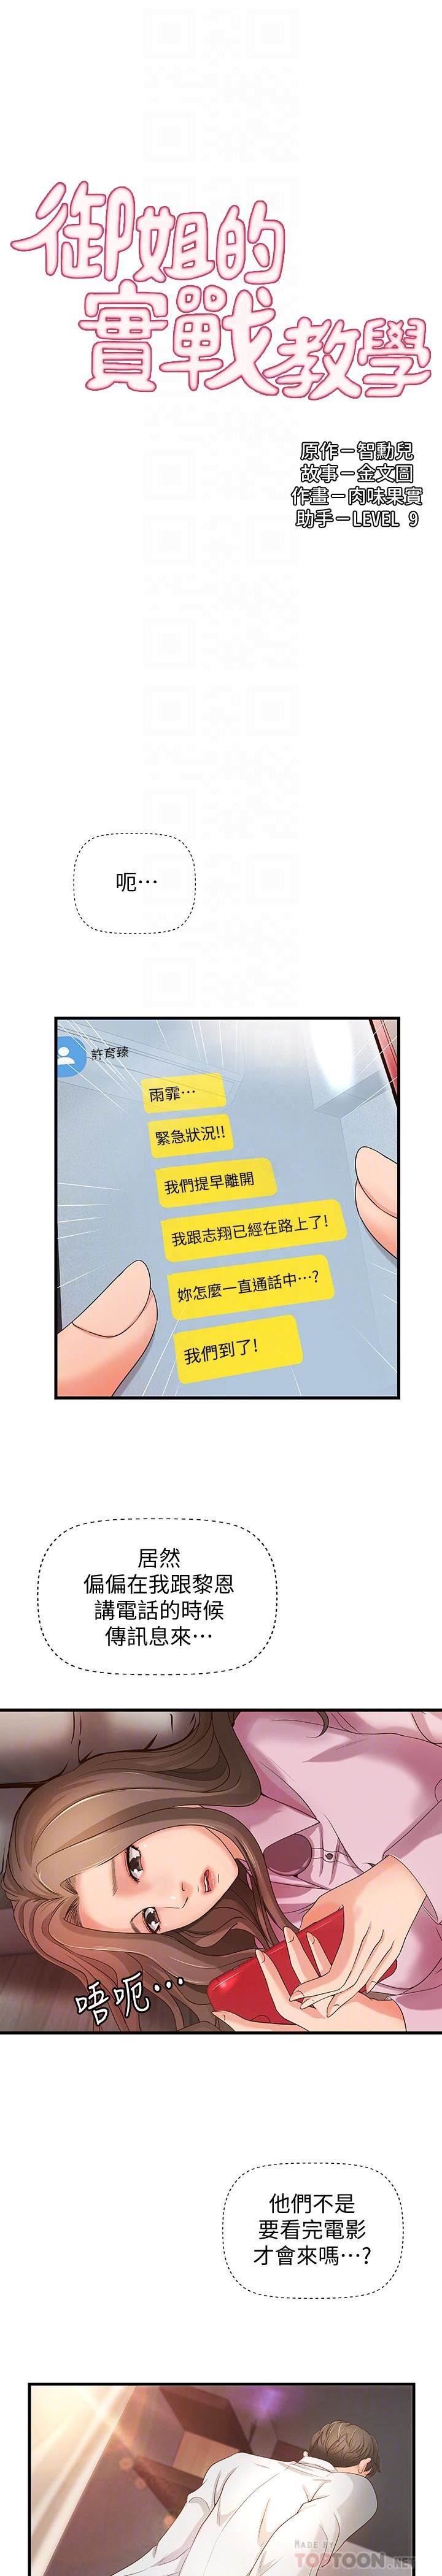 御姐的
實戰教學
原作－智勳兒
故事－金文圖
作畫－肉味果實
助手－LEVEL 9
呃⋯
許育臻
雨霏⋯
緊急狀況!!
我們提早離開
我跟志翔已經在路上了!
妳怎麼一直通話中⋯?
我們到了!
居然
偏偏在我跟黎恩
講電話的時候
傳訊息來⋯
唔呃⋯
他們不是
要看完電影
才會來嗎⋯?
Made by
TOPTOON.COM